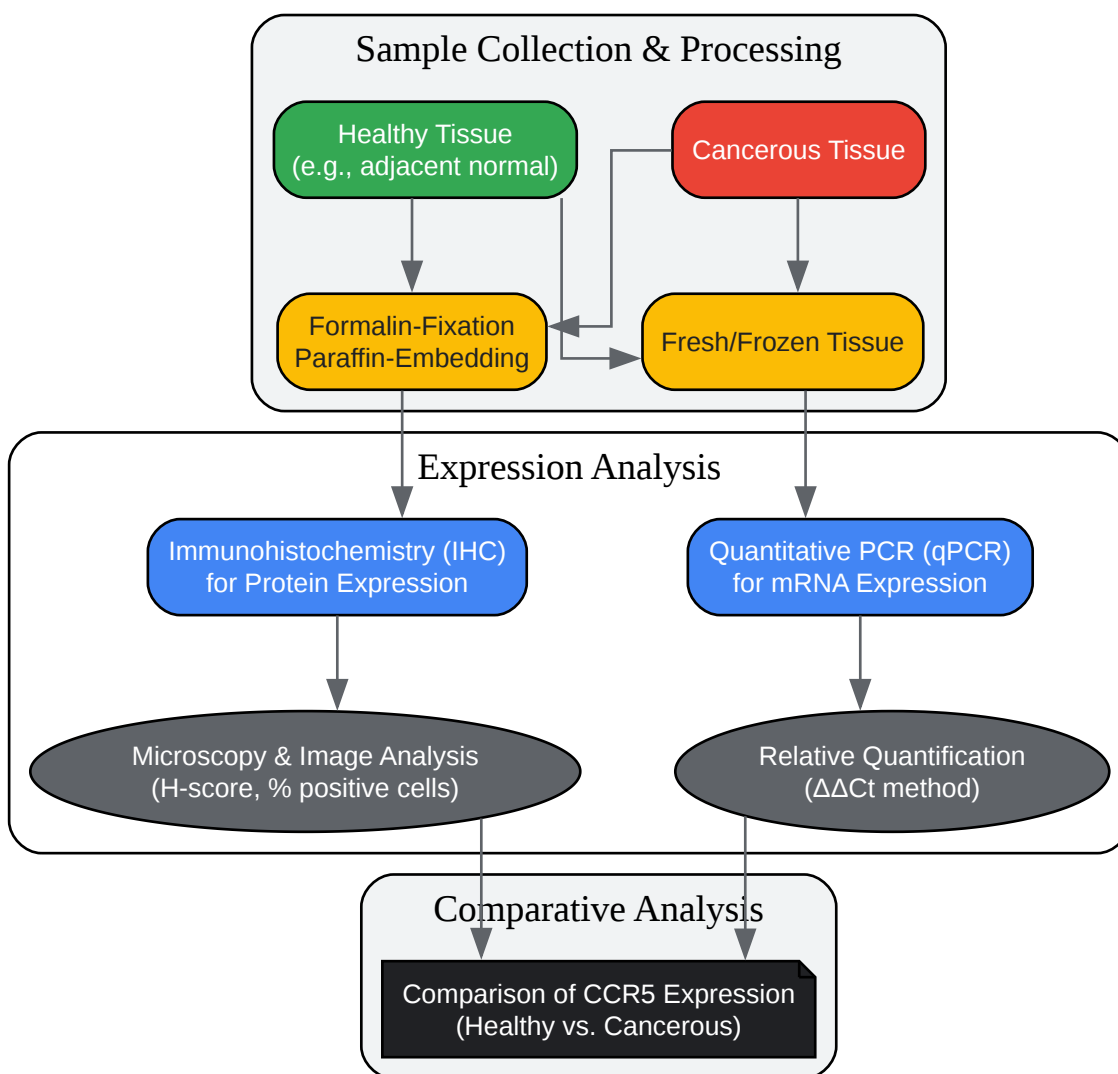 Sample Collection & Processing
Healthy Tissue
(e.g., adjacent normal)
Cancerous Tissue
Formalin-Fixation
Paraffin-Embedding
Fresh/Frozen Tissue
Expression Analysis
Immunohistochemistry (IHC)
for Protein Expression
Quantitative PCR (qPCR)
for mRNA Expression
Microscopy & Image Analysis
(H-score, % positive cells)
Relative Quantification
(ΔΔCt method)
Comparative Analysis
Comparison of CCR5 Expression
(Healthy vs. Cancerous)